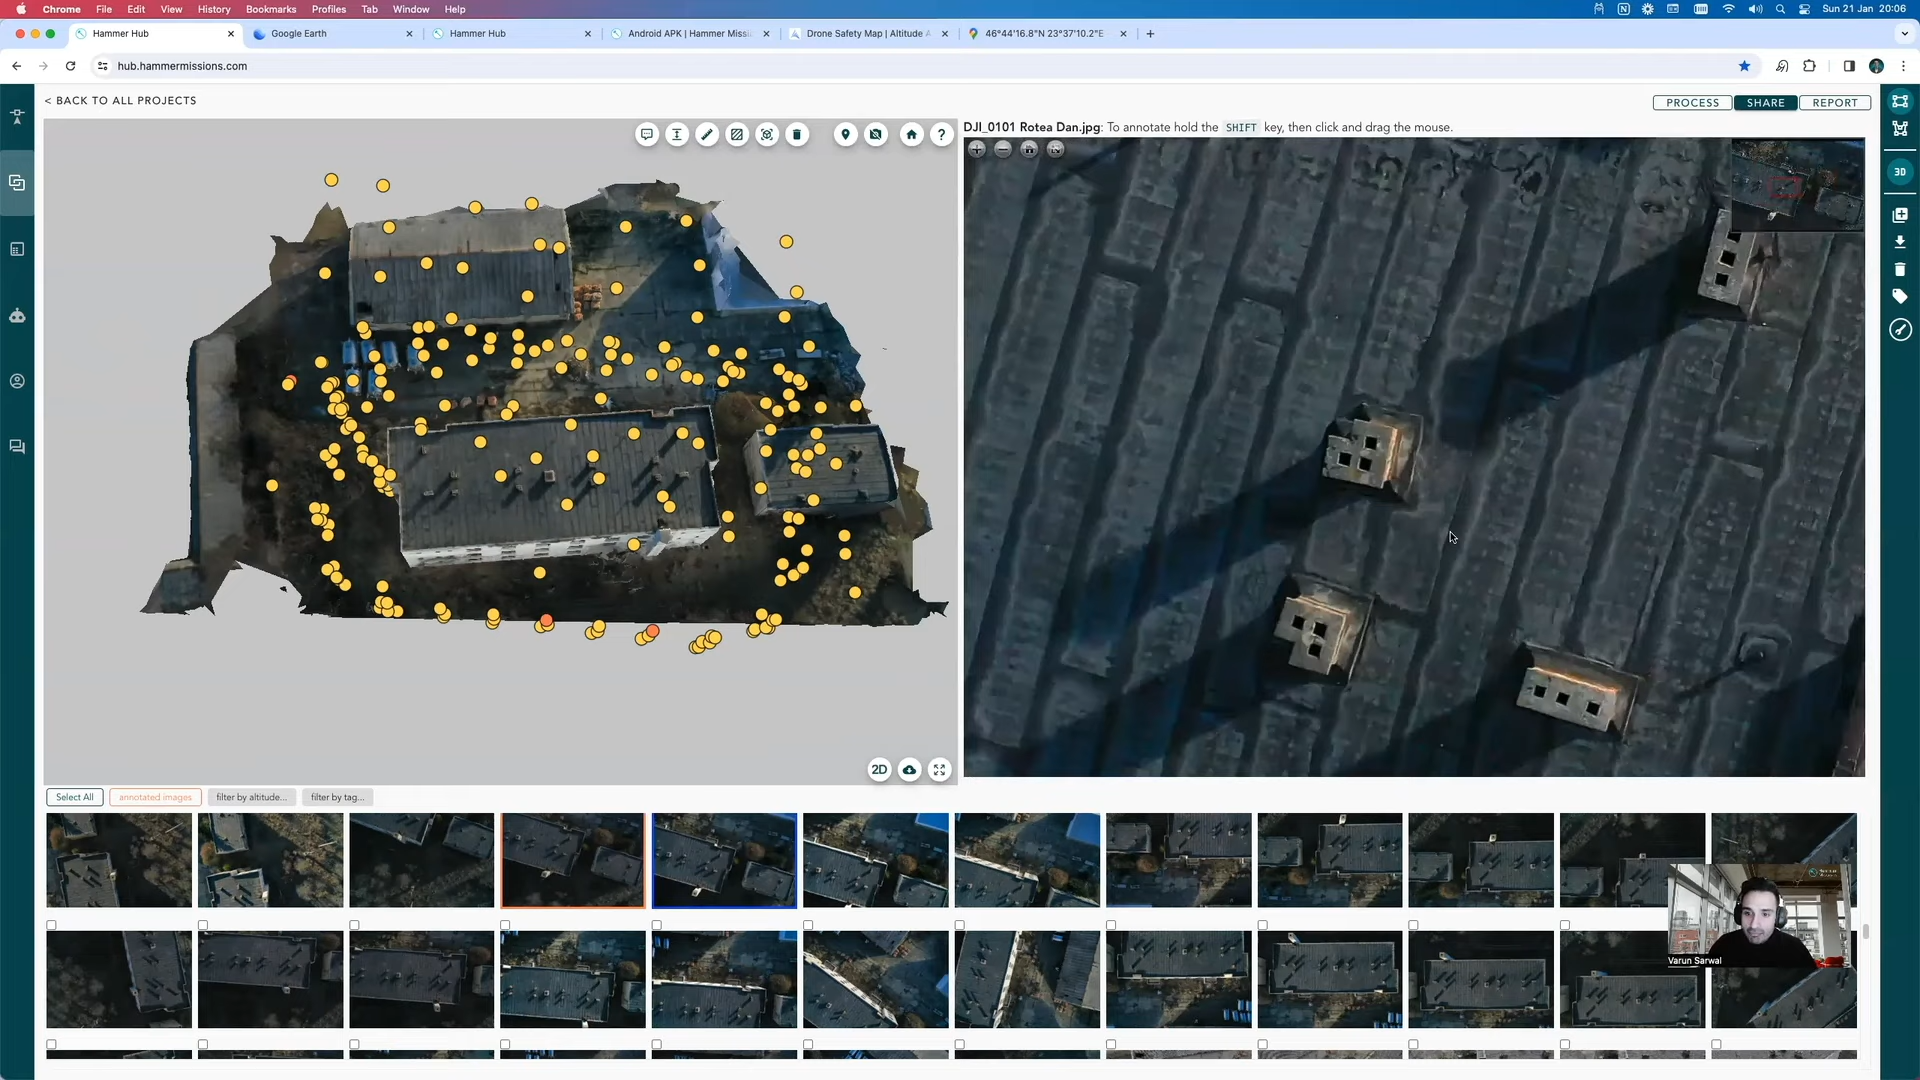 Chrome File Edit View History Bookmarks Profiles Tab Window Help
Sun 21 Jan 20:06
Hammer Hub
Google Earth
Hammer Hub
Android APK | Hammer Missi
Drone Safety Map | Altitude A
46°44'16.8"N 23°37'10.2"E
hub.hammermissions.com
< BACK TO ALL PROJECTS
PROCESS SHARE REPORT
DJI_0101 Rotea Dan.jpg: To annotate hold the SHIFT key, then click and drag the mouse.
3D
2D
Select All annotated images filter by altitude... filter by tag...
Varun Sarwal